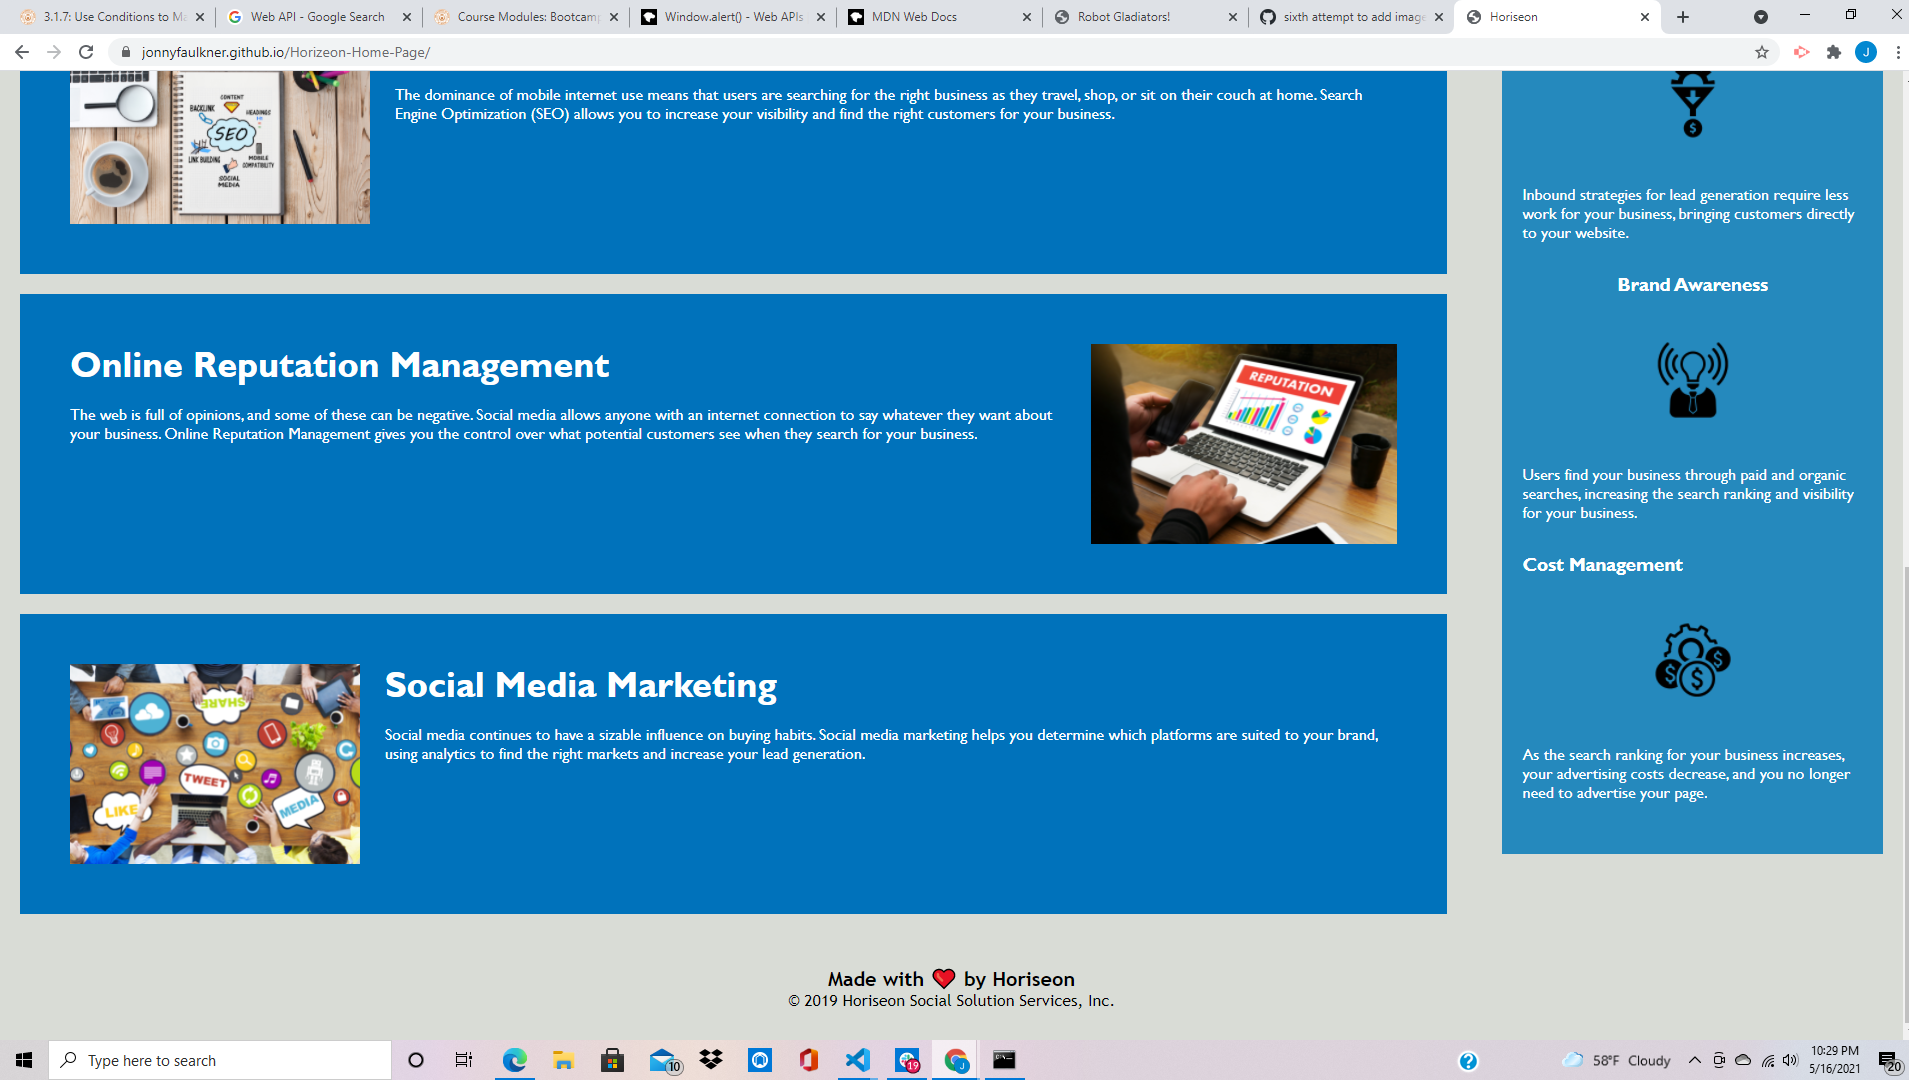 3.1.7: Use Conditions to Ma
Web API - Google Search
Course Modules: Bootcamp
Window.alert() - Web APIs
MDN Web Docs
Robot Gladiators!
sixth attempt to add image
Horiseon
jonnyfaulkner.github.io/Horizeon-Home-Page/
J
CONTENT
BACKLINK
HEADINGS
SEO
LINK BUILDING
MOBILE COMPATIBILITY
SOCIAL MEDIA
The dominance of mobile internet use means that users are searching for the right business as they travel, shop, or sit on their couch at home. Search
Engine Optimization (SEO) allows you to increase your visibility and find the right customers for your business.
$
Inbound strategies for lead generation require less
work for your business, bringing customers directly
to your website.
Brand Awareness
Users find your business through paid and organic
searches, increasing the search ranking and visibility
for your business.
Cost Management
$ $ $
As the search ranking for your business increases,
your advertising costs decrease, and you no longer
need to advertise your page.
Online Reputation Management
The web is full of opinions, and some of these can be negative. Social media allows anyone with an internet connection to say whatever they want about
your business. Online Reputation Management gives you the control over what potential customers see when they search for your business.
REPUTATION
SHARE
TWEET
LIKE
MEDIA
Social Media Marketing
Social media continues to have a sizable influence on buying habits. Social media marketing helps you determine which platforms are suited to your brand,
using analytics to find the right markets and increase your lead generation.
Made with ❤ by Horiseon
© 2019 Horiseon Social Solution Services, Inc.
Type here to search
10
19
J
?
58°F Cloudy
10:29 PM
5/16/2021
20